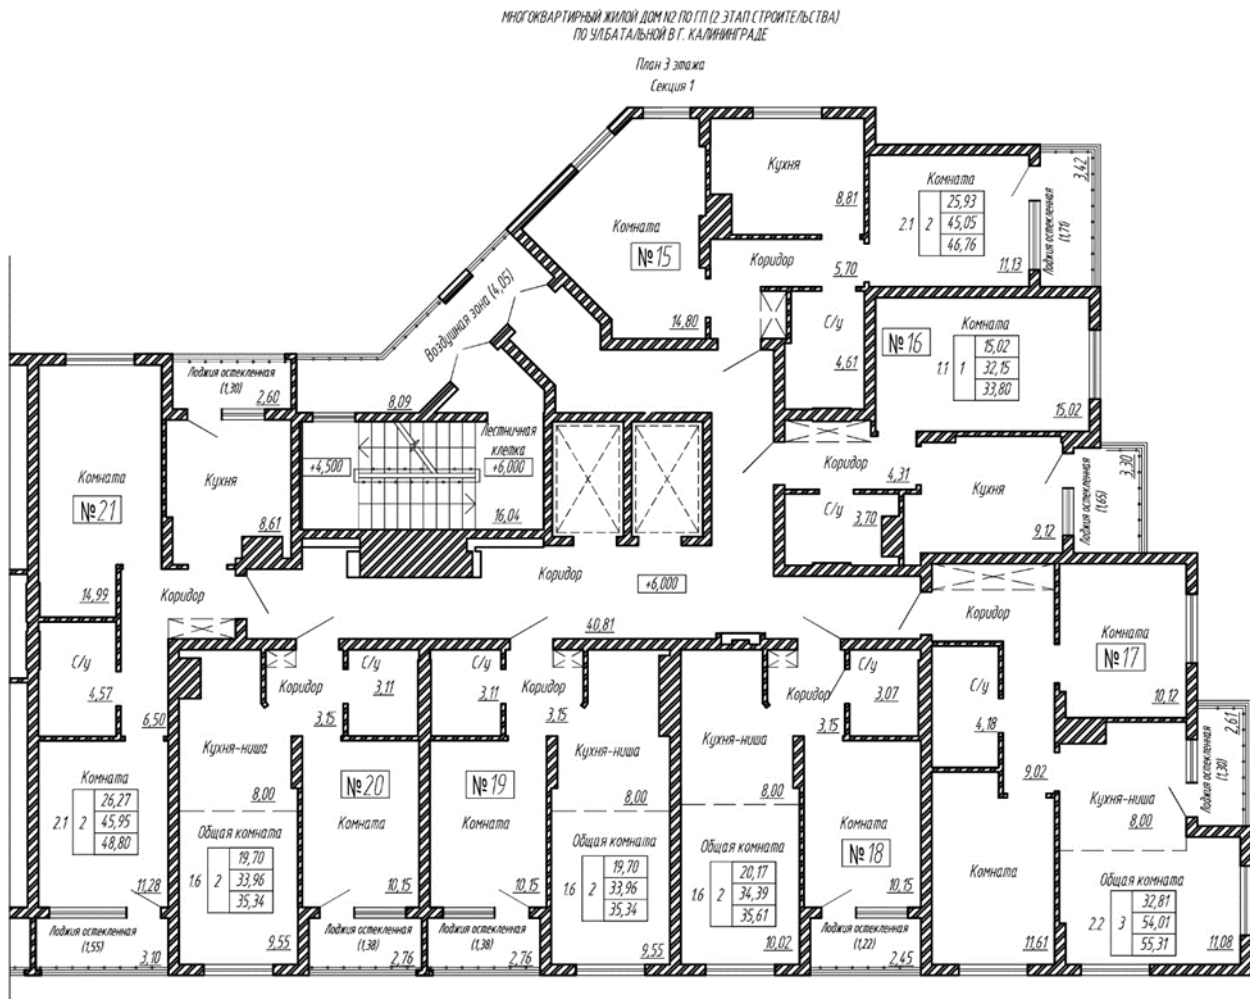 МНОГОКВАРТИРНЫЙ ЖИЛОЙ ДОМ №2 ПО ГП (2 ЭТАП СТРОИТЕЛЬСТВА)
ПО УЛ.БАТАЛЬНОЙ В Г. КАЛИНИНГРАДЕ
План 3 этажа
Секция 1
Кухня
8,81
Комната
№15
14,80
Коридор
5,70
С/у
4,61
Комната
2.1 2 25,93
45,05
46,76
11,13
Лоджия остекленная
(1,71)
3,42
Воздушная зона (4,05)
8,09
№16
Комната
1.1 1 15,02
32,15
33,80
15,02
Коридор
4,31
С/у
3,70
Кухня
9,12
Лоджия остекленная
(1,65)
3,30
Лоджия остекленная
(1,30)
2,60
Лестничная
клетка
+4,500
+6,000
16,04
Комната
№21
14,99
Кухня
8,61
Коридор
6,50
С/у
4,57
Комната
2.1 2 26,27
45,95
48,80
11,28
Лоджия остекленная
(1,55)
3,10
Коридор
+6,000
40,81
Коридор
3,15
С/у
3,11
Кухня-ниша
8,00
Общая комната
1.6 2 19,70
33,96
35,34
9,55
№20
Комната
10,15
Лоджия остекленная
(1,38)
2,76
С/у
3,11
Коридор
3,15
№19
Комната
10,15
Лоджия остекленная
(1,38)
2,76
Кухня-ниша
8,00
Общая комната
1.6 2 19,70
33,96
35,34
9,55
Коридор
3,15
С/у
3,07
Кухня-ниша
8,00
Общая комната
1.6 2 20,17
34,39
35,61
10,02
Комната
№18
10,15
Лоджия остекленная
(1,22)
2,45
Коридор
9,02
С/у
4,18
Комната
№17
10,12
Комната
11,61
Кухня-ниша
8,00
Лоджия остекленная
(1,30)
2,61
Общая комната
2.2 3 32,81
54,01
55,31
11,08